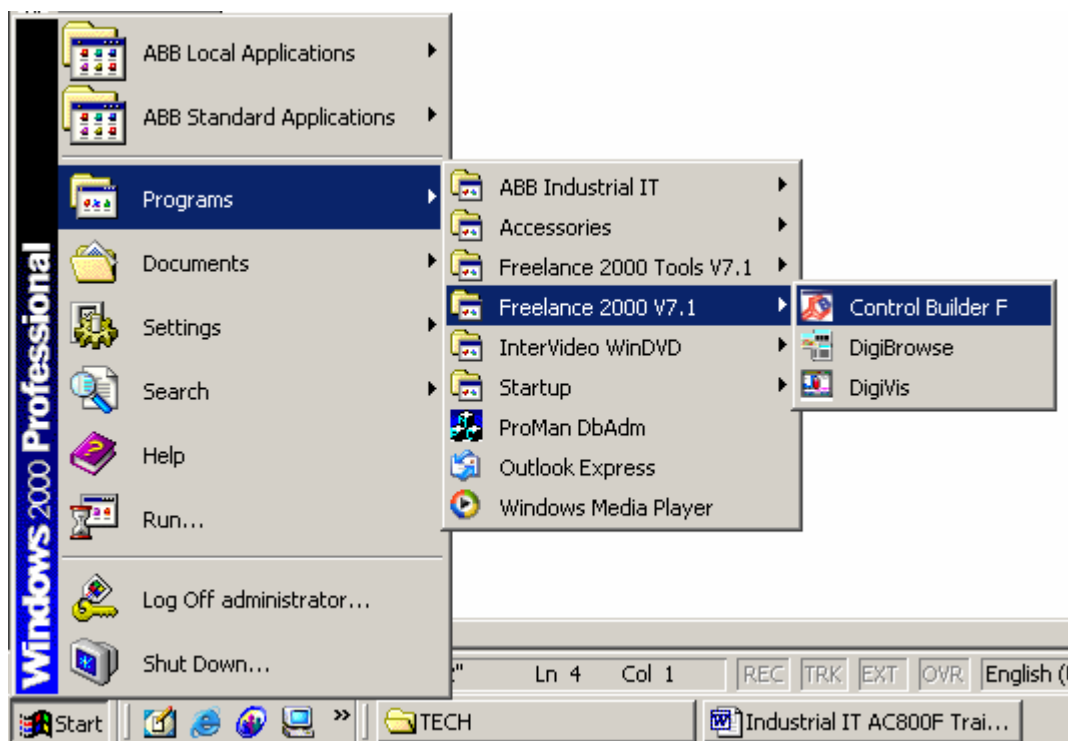 ABB Local Applications
ABB Standard Applications
Programs
Documents
Settings
Search
Help
Run...
Log Off administrator...
Shut Down...
Windows 2000 Professional
ABB Industrial IT
Accessories
Freelance 2000 Tools V7.1
Freelance 2000 V7.1
InterVideo WinDVD
Startup
ProMan DbAdm
Outlook Express
Windows Media Player
Control Builder F
DigiBrowse
DigiVis
Ln 4 Col 1 REC TRK EXT OVR English (
Start » TECH Industrial IT AC800F Trai...